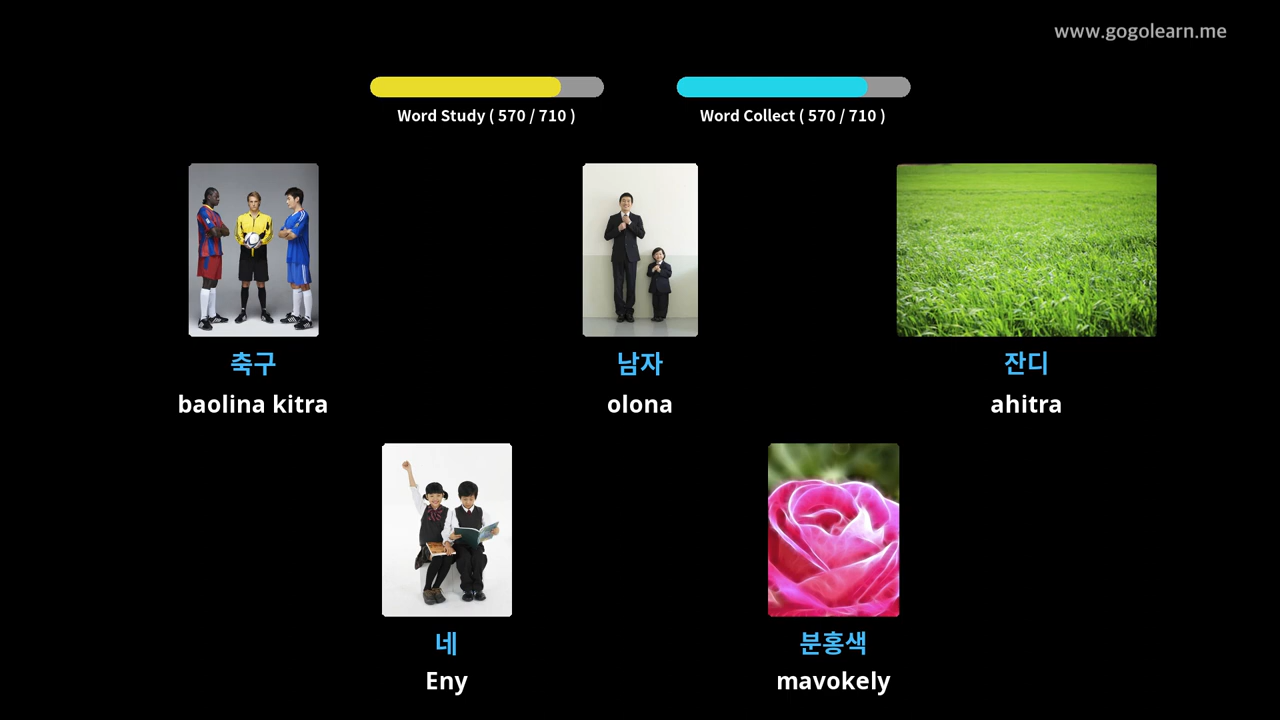 www.gogolearn.me
Word Study ( 570 / 710 )
Word Collect ( 570 / 710 )
축구
baolina kitra
남자
olona
잔디
ahitra
네
Eny
분홍색
mavokely